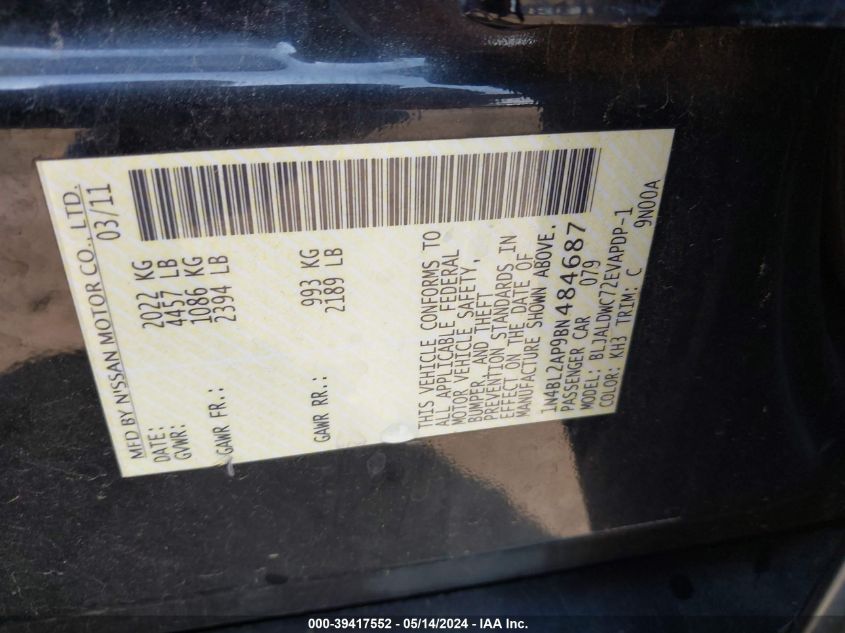 MFD BY NISSAN MOTOR CO., LTD.
DATE: 03/11
GVWR: 2022 KG
4457 LB
GAWR FR.: 1086 KG
2394 LB
GAWR RR.: 993 KG
2189 LB
THIS VEHICLE CONFORMS TO
ALL APPLICABLE FEDERAL
MOTOR VEHICLE SAFETY,
BUMPER, AND THEFT
PREVENTION STANDARDS IN
EFFECT ON THE DATE OF
MANUFACTURE SHOWN ABOVE.
1N4BL2AP9BN484687
PASSENGER CAR 079
MODEL: BLJALDWC72EVAPDP-1
COLOR: KH3 TRIM: C 9N00A
000-39417552 - 05/14/2024 - IAA Inc.